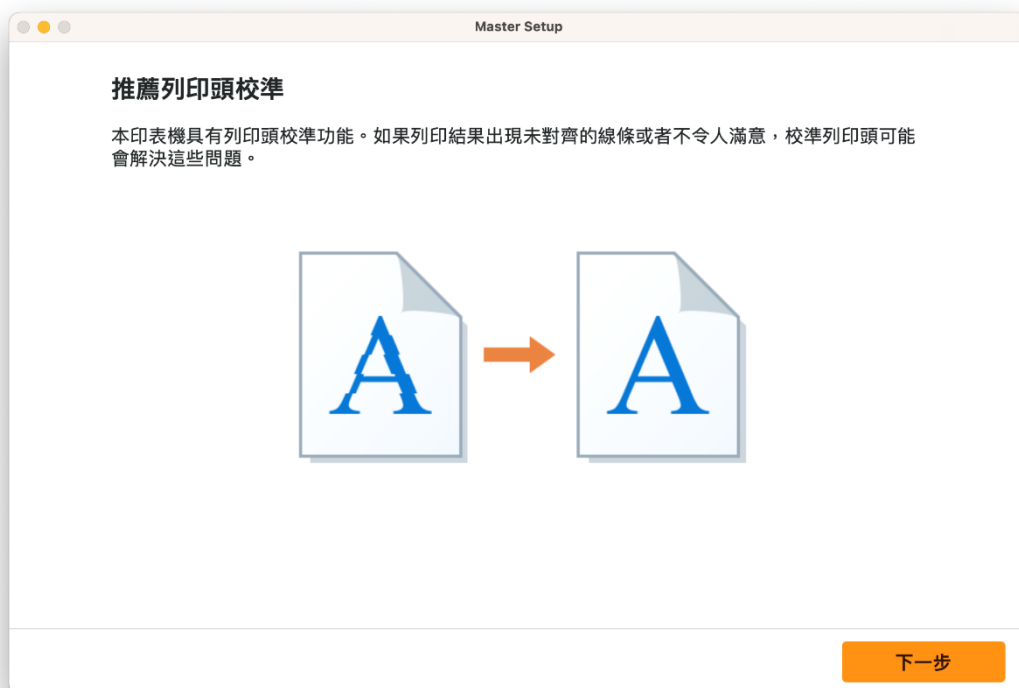 Master Setup
推薦列印頭校準
本印表機具有列印頭校準功能。如果列印結果出現未對齊的線條或者不令人滿意，校準列印頭可能
會解決這些問題。
A
A
下一步